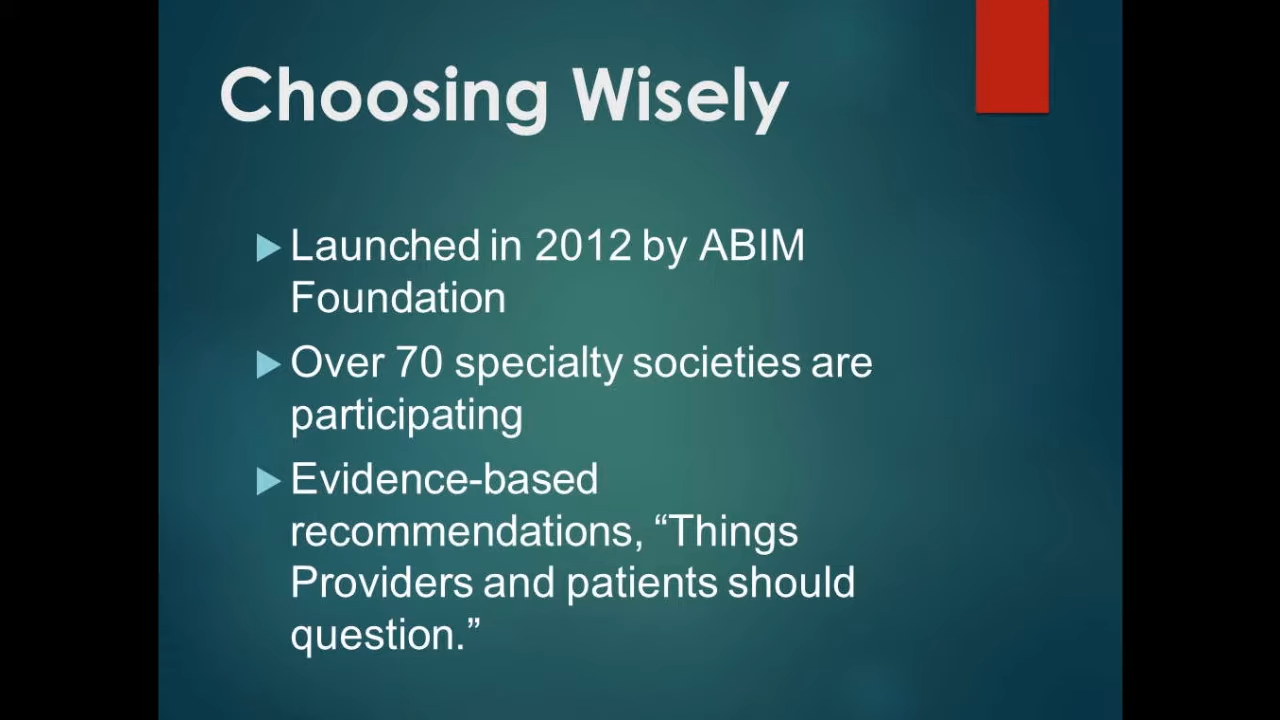 Choosing Wisely
Launched in 2012 by ABIM
Foundation
Over 70 specialty societies are
participating
Evidence-based
recommendations, “Things
Providers and patients should
question.”